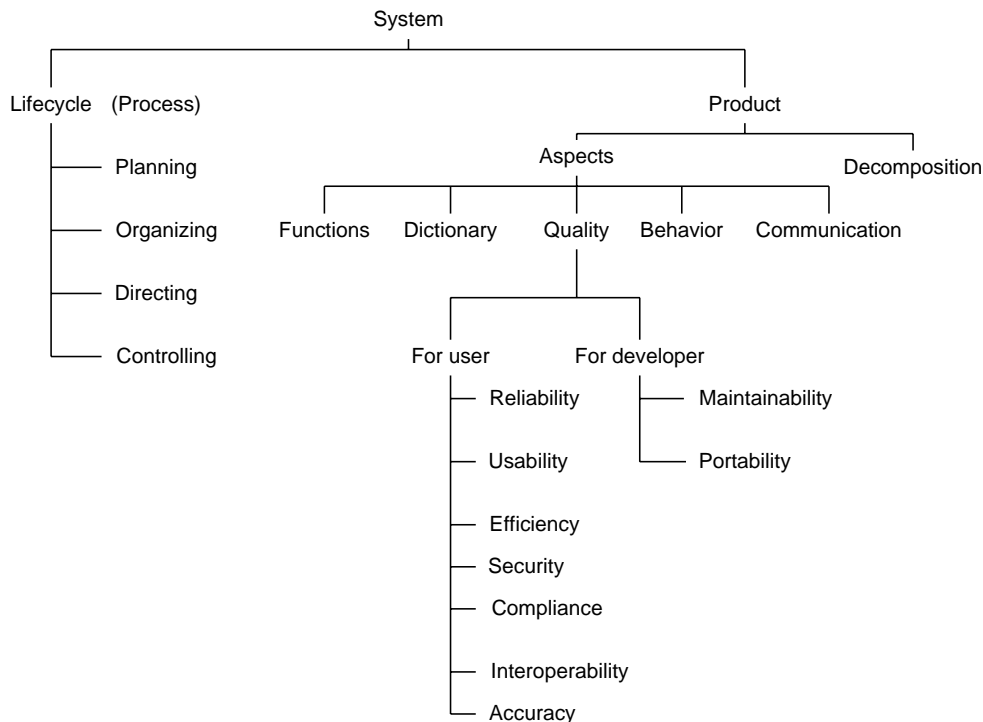 System
Lifecycle (Process)
Product
Planning
Aspects
Decomposition
Organizing
Functions
Dictionary
Quality
Behavior
Communication
Directing
Controlling
For user
For developer
Reliability
Maintainability
Usability
Portability
Efficiency
Security
Compliance
Interoperability
Accuracy